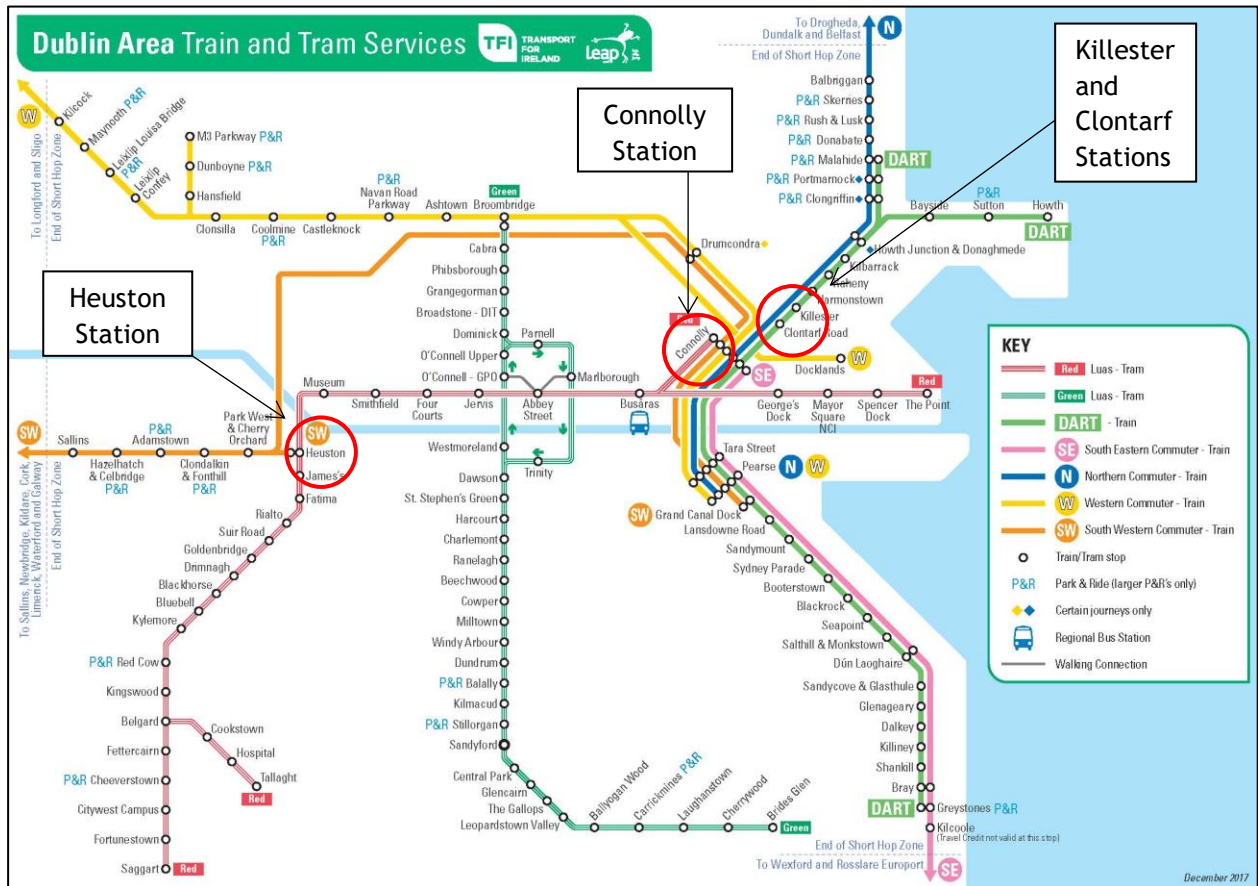 Dublin Area Train and Tram Services
TFI
TRANSPORT
FOR
IRELAND
Leap
To Drogheda,
Dundalk and Belfast
N
End of Short Hop Zone
Killester
and
Clontarf
Stations
Connolly
Station
Heuston
Station
W
To Longford and Sligo
End of Short Hop Zone
Kilcock
Maynooth P&R
Leixlip Louisa Bridge
P&R
Leixlip
Confey
M3 Parkway P&R
Dunboyne P&R
Hansfield
Clonsilla
Coolmine
P&R
Castleknock
P&R
Navan Road
Parkway
Ashtown
Green
Broombridge
Drumcondra
Cabra
Phibsborough
Grangegorman
Broadstone - DIT
Dominick
Parnell
O'Connell Upper
O'Connell - GPO
Marlborough
Balbriggan
P&R Skernes
P&R Rush & Lusk
P&R Donabate
P&R Malahide
DART
P&R Portmarnock
P&R Clongriffin
Bayside
P&R
Sutton
Howth
DART
Howth Junction & Donaghmede
Kilbarrack
Raheny
Harmonstown
Killester
Clontarf Road
Red
Connolly
Docklands
W
SE
Museum
Smithfield
Four
Courts
Jervis
Abbey
Street
Busáras
George's
Dock
Mayor
Square
NCI
Spencer
Dock
The Point
Red
SW
Sallins
Hazelhatch
& Celbridge
P&R
P&R
Adamstown
Clondalkin
& Fonthill
P&R
Park West
& Cherry
Orchard
SW
Heuston
James's
Fatima
Rialto
Suir Road
Goldenbridge
Drimnagh
Blackhorse
Bluebell
Kylemore
P&R Red Cow
Kingswood
Belgard
Cookstown
Hospital
Tallaght
Red
Fettercairn
P&R Cheeverstown
Citywest Campus
Fortunestown
Saggart
Red
To Sallins, Newbridge, Kildare, Cork,
Limerick, Waterford and Galway
End of Short Hop Zone
Westmoreland
Trinity
Dawson
St. Stephen's Green
Harcourt
Charlemont
Ranelagh
Beechwood
Cowper
Milltown
Windy Arbour
Dundrum
P&R Balally
Kilmacud
P&R Stillorgan
Sandyford
Central Park
Glencairn
The Gallops
Leopardstown Valley
Ballyogan Wood
Carrickmines P&R
Laughanstown
Cherrywood
Brides Glen
Green
Tara Street
Pearse
N
W
SW
Grand Canal Dock
Lansdowne Road
Sandymount
Sydney Parade
Booterstown
Blackrock
Seapoint
Salthill & Monkstown
Dún Laoghaire
Sandycove & Glasthule
Glenageary
Dalkey
Killiney
Shankill
Bray
DART
Greystones P&R
Kilcoole
(Travel Credit not valid at this stop)
End of Short Hop Zone
To Wexford and Rosslare Europort
SE
KEY
Red Luas - Tram
Green Luas - Tram
DART - Train
SE South Eastern Commuter - Train
N Northern Commuter - Train
W Western Commuter - Train
SW South Western Commuter - Train
Train/Tram stop
P&R Park & Ride (larger P&R's only)
Certain journeys only
Regional Bus Station
Walking Connection
December 2017